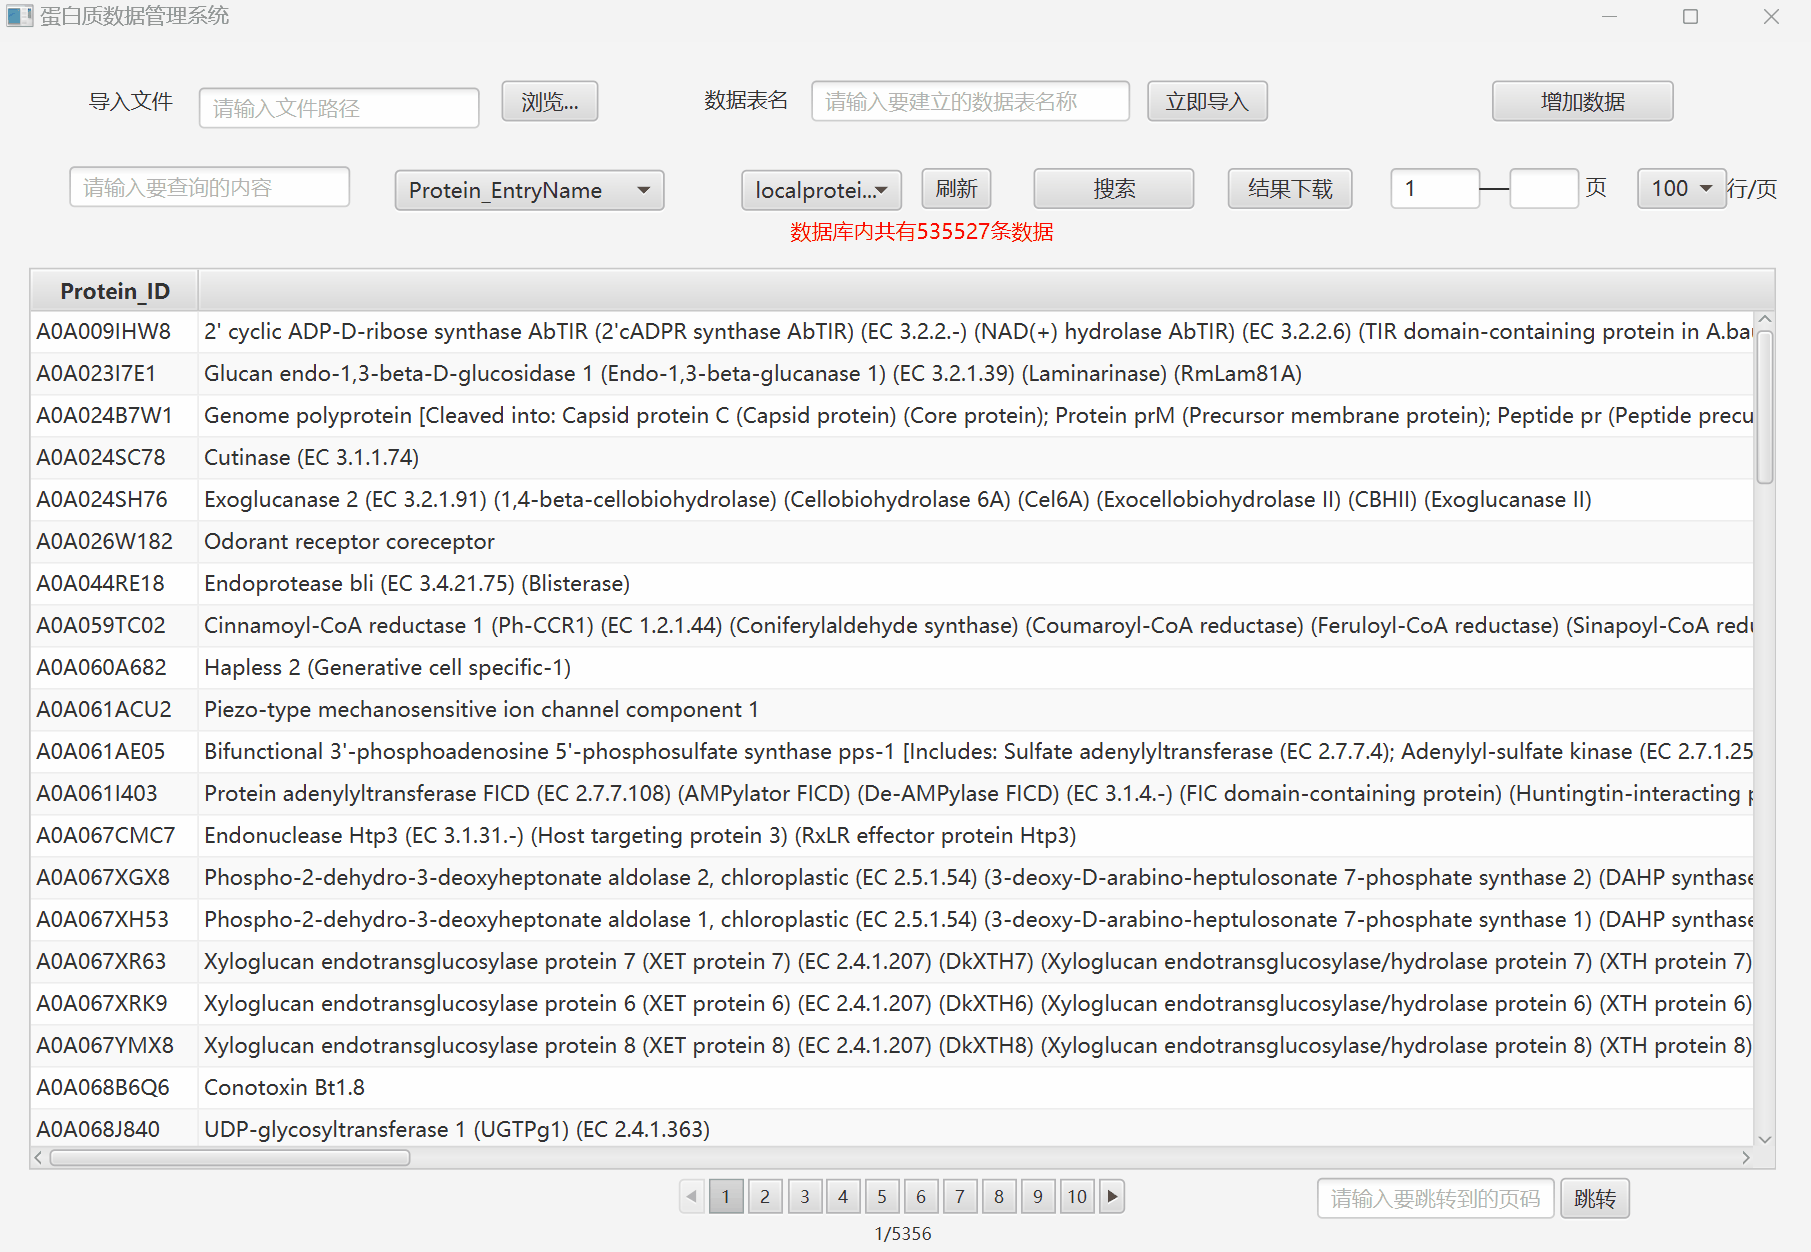 蛋白质数据管理系统
导入文件 请输入文件路径 浏览... 数据表名 请输入要建立的数据表名称 立即导入 增加数据
请输入要查询的内容 Protein_EntryName localprotei... 刷新 搜索 结果下载 1 — 页 100 行/页
数据库内共有535527条数据
Protein_ID
A0A009IHW8 2' cyclic ADP-D-ribose synthase AbTIR (2'cADPR synthase AbTIR) (EC 3.2.2.-) (NAD(+) hydrolase AbTIR) (EC 3.2.2.6) (TIR domain-containing protein in A.bau
A0A023I7E1 Glucan endo-1,3-beta-D-glucosidase 1 (Endo-1,3-beta-glucanase 1) (EC 3.2.1.39) (Laminarinase) (RmLam81A)
A0A024B7W1 Genome polyprotein [Cleaved into: Capsid protein C (Capsid protein) (Core protein); Protein prM (Precursor membrane protein); Peptide pr (Peptide precu
A0A024SC78 Cutinase (EC 3.1.1.74)
A0A024SH76 Exoglucanase 2 (EC 3.2.1.91) (1,4-beta-cellobiohydrolase) (Cellobiohydrolase 6A) (Cel6A) (Exocellobiohydrolase II) (CBHII) (Exoglucanase II)
A0A026W182 Odorant receptor coreceptor
A0A044RE18 Endoprotease bli (EC 3.4.21.75) (Blisterase)
A0A059TC02 Cinnamoyl-CoA reductase 1 (Ph-CCR1) (EC 1.2.1.44) (Coniferylaldehyde synthase) (Coumaroyl-CoA reductase) (Feruloyl-CoA reductase) (Sinapoyl-CoA redu
A0A060A682 Hapless 2 (Generative cell specific-1)
A0A061ACU2 Piezo-type mechanosensitive ion channel component 1
A0A061AE05 Bifunctional 3'-phosphoadenosine 5'-phosphosulfate synthase pps-1 [Includes: Sulfate adenylyltransferase (EC 2.7.7.4); Adenylyl-sulfate kinase (EC 2.7.1.25
A0A061I403 Protein adenylyltransferase FICD (EC 2.7.7.108) (AMPylator FICD) (De-AMPylase FICD) (EC 3.1.4.-) (FIC domain-containing protein) (Huntingtin-interacting p
A0A067CMC7 Endonuclease Htp3 (EC 3.1.31.-) (Host targeting protein 3) (RxLR effector protein Htp3)
A0A067XGX8 Phospho-2-dehydro-3-deoxyheptonate aldolase 2, chloroplastic (EC 2.5.1.54) (3-deoxy-D-arabino-heptulosonate 7-phosphate synthase 2) (DAHP synthase
A0A067XH53 Phospho-2-dehydro-3-deoxyheptonate aldolase 1, chloroplastic (EC 2.5.1.54) (3-deoxy-D-arabino-heptulosonate 7-phosphate synthase 1) (DAHP synthase
A0A067XR63 Xyloglucan endotransglucosylase protein 7 (XET protein 7) (EC 2.4.1.207) (DkXTH7) (Xyloglucan endotransglucosylase/hydrolase protein 7) (XTH protein 7)
A0A067XRK9 Xyloglucan endotransglucosylase protein 6 (XET protein 6) (EC 2.4.1.207) (DkXTH6) (Xyloglucan endotransglucosylase/hydrolase protein 6) (XTH protein 6)
A0A067YMX8 Xyloglucan endotransglucosylase protein 8 (XET protein 8) (EC 2.4.1.207) (DkXTH8) (Xyloglucan endotransglucosylase/hydrolase protein 8) (XTH protein 8)
A0A068B6Q6 Conotoxin Bt1.8
A0A068J840 UDP-glycosyltransferase 1 (UGTPg1) (EC 2.4.1.363)
1 2 3 4 5 6 7 8 9 10 请输入要跳转到的页码 跳转
1/5356